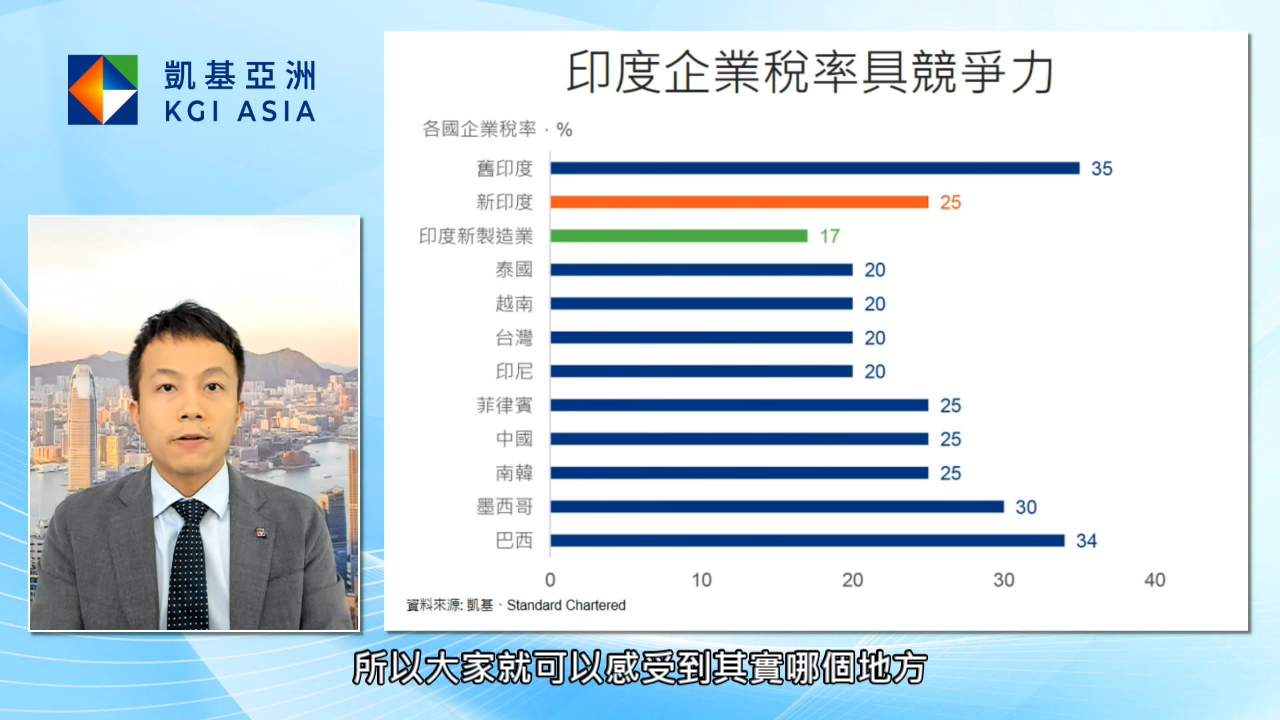 凱基亞洲
KGI ASIA
印度企業稅率具競爭力
各國企業稅率,%
舊印度 35
新印度 25
印度新製造業 17
泰國 20
越南 20
台灣 20
印尼 20
菲律賓 25
中國 25
南韓 25
墨西哥 30
巴西 34
0 10 20 30 40
資料來源: 凱基、Standard Chartered
所以大家就可以感受到其實哪個地方